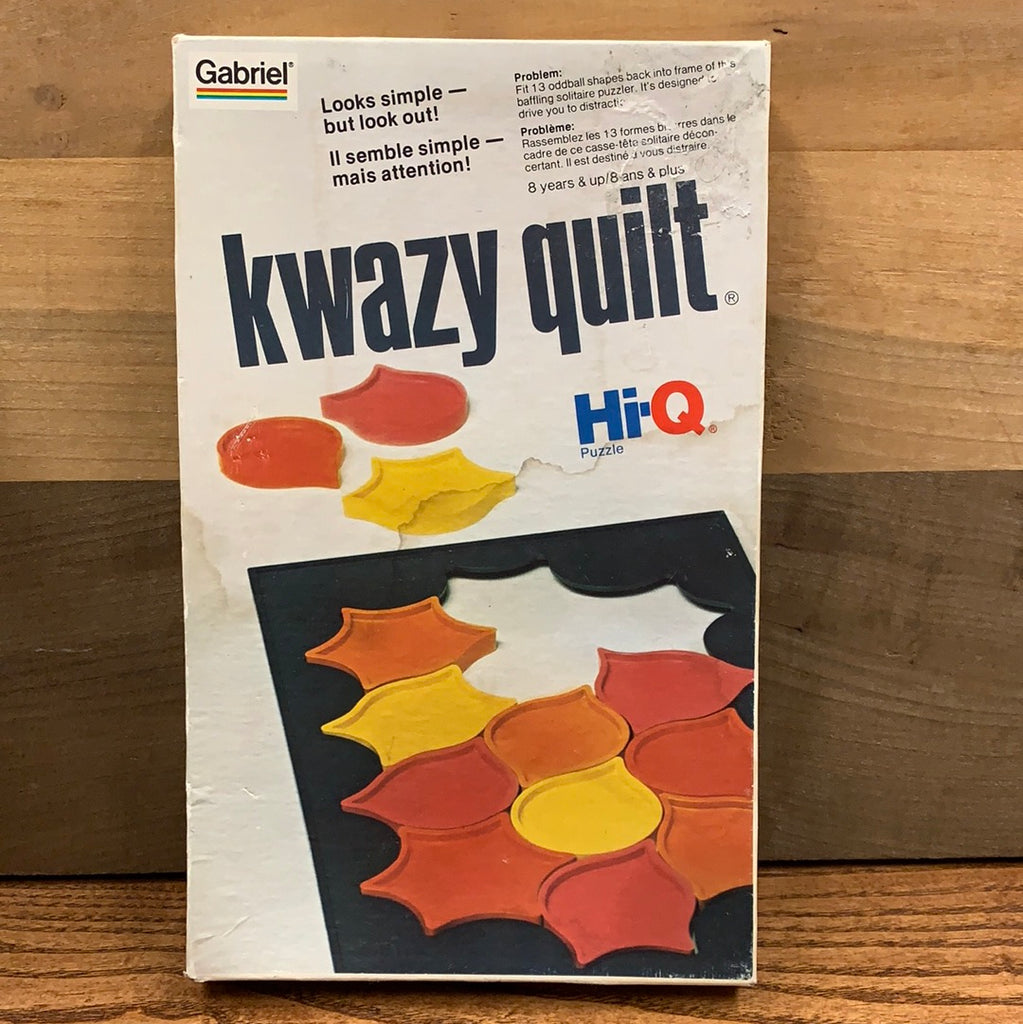 Gabriel®
Looks simple —
but look out!
Il semble simple —
mais attention!
Problem:
Fit 13 oddball shapes back into frame of this
baffling solitaire puzzler. It's designed to
drive you to
Problème:
Rassemblez les 13 formes dans le
cadre de ce casse-tête solitaire décon-
certant. Il est destiné à vous distraire.
8 years & up/8 ans & plus
kwazy quilt®
Hi-Q®
Puzzle